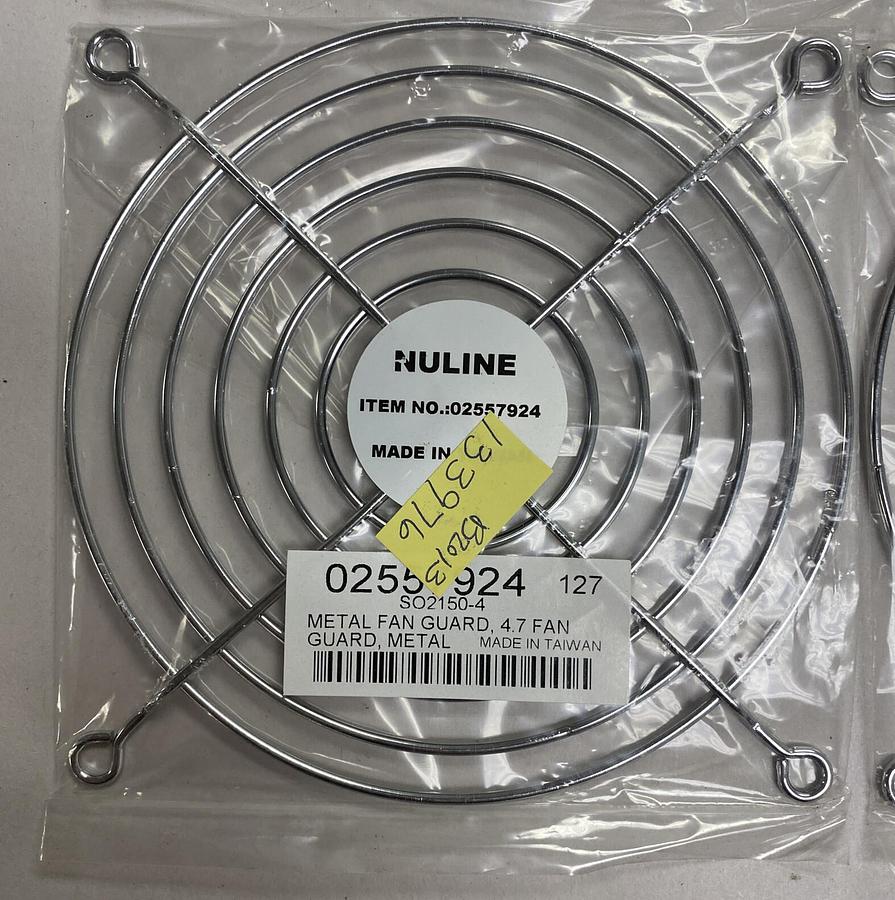 NULINE
ITEM NO.:02557924
MADE IN
133976
B2013
0255 924 127
SO2150-4
METAL FAN GUARD, 4.7 FAN
GUARD, METAL MADE IN TAIWAN